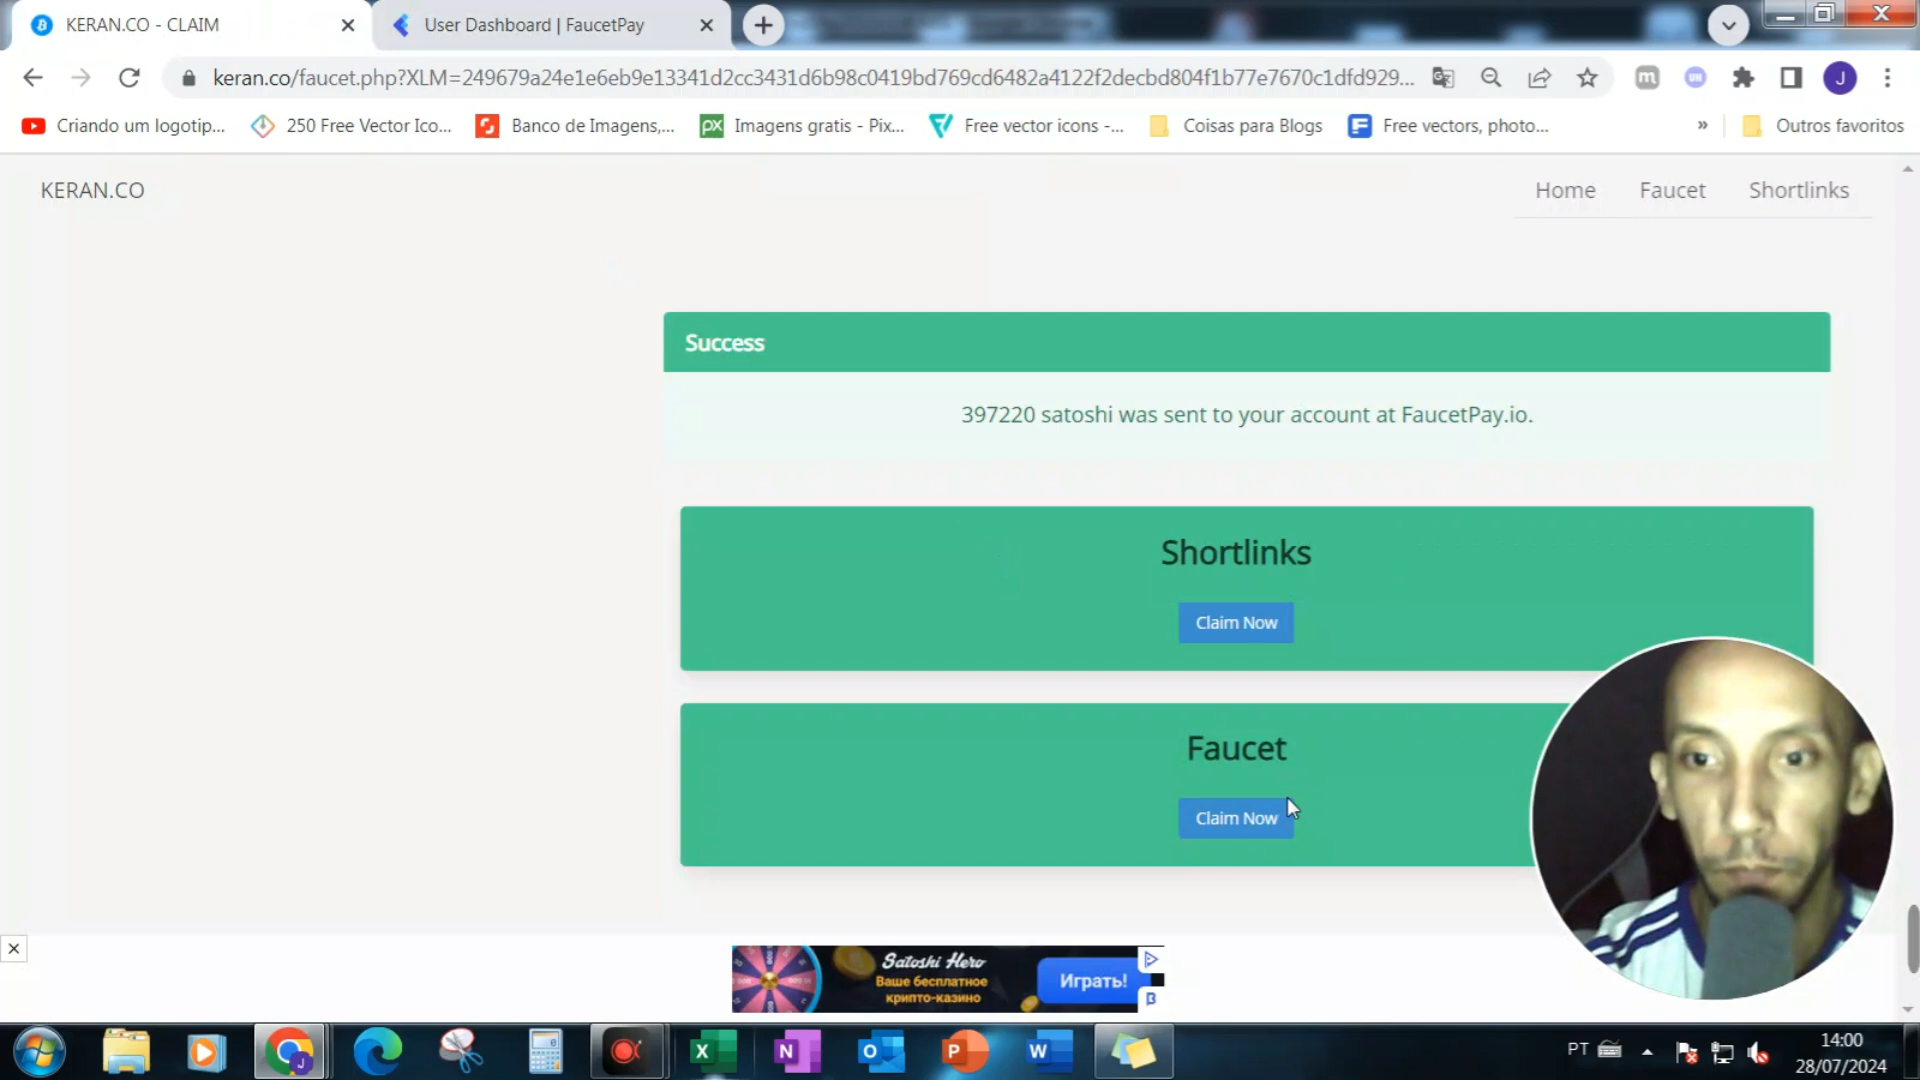 KERAN.CO - CLAIM
User Dashboard | FaucetPay
keran.co/faucet.php?XLM=249679a24e1e6eb9e13341d2cc3431d6b98c0419bd769cd6482a4122f2decbd804f1b77e7670c1dfd929...
m
J
Criando um logotip...
250 Free Vector Ico...
Banco de Imagens,...
px
Imagens gratis - Pix...
Free vector icons -...
Coisas para Blogs
Free vectors, photo...
»
Outros favoritos
KERAN.CO
Home
Faucet
Shortlinks
Success
397220 satoshi was sent to your account at FaucetPay.io.
Shortlinks
Claim Now
Faucet
Claim Now
Satoshi Hero
Ваше бесплатное
крипто-казино
Играть!
PT
14:00
28/07/2024